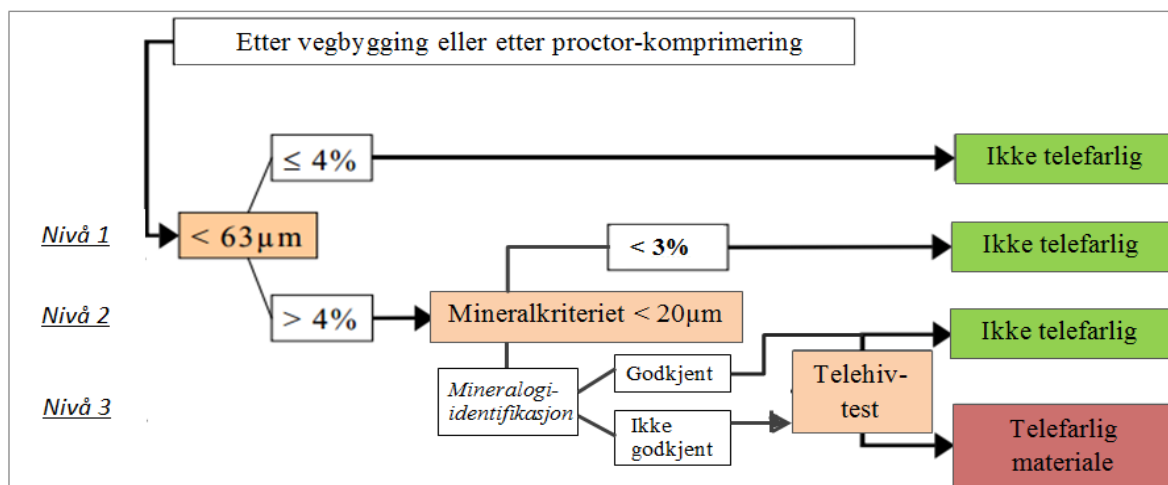 Etter vegbygging eller etter proctor-komprimering
≤ 4%
Ikke telefarlig
Nivå 1
< 63µm
< 3%
Ikke telefarlig
Nivå 2
> 4%
Mineralkriteriet < 20µm
Ikke telefarlig
Nivå 3
Mineralogi-
identifikasjon
Godkjent
Ikke
godkjent
Telehiv-
test
Telefarlig
materiale